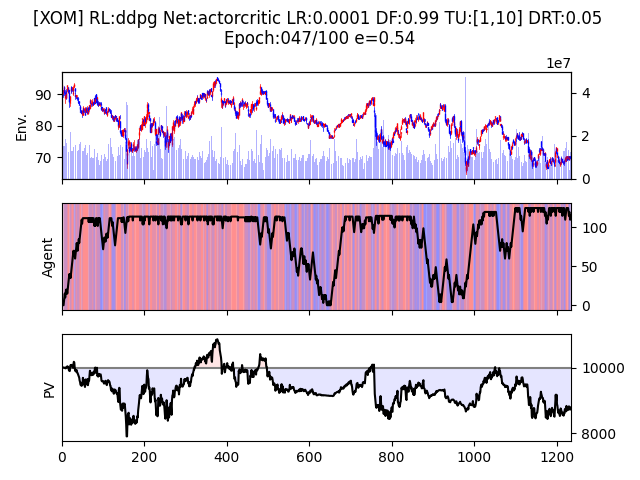 [XOM] RL:ddpg Net:actorcritic LR:0.0001 DF:0.99 TU:[1,10] DRT:0.05
Epoch:047/100 e=0.54
1e7
Env.
90
80
70
4
2
0
Agent
100
50
0
PV
10000
8000
0 200 400 600 800 1000 1200